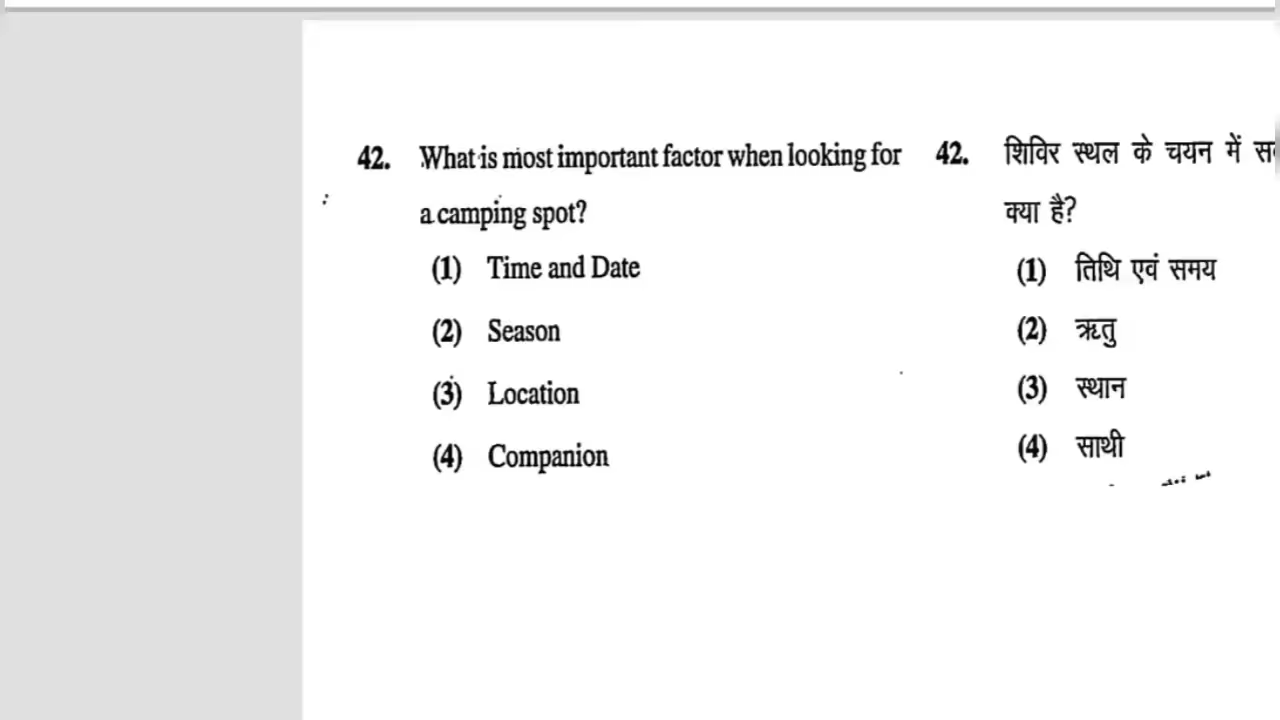 42. What is most important factor when looking for
a camping spot?
(1) Time and Date
(2) Season
(3) Location
(4) Companion
42. शिविर स्थल के चयन में
क्या है?
(1) तिथि एवं समय
(2) ऋतु
(3) स्थान
(4) साथी